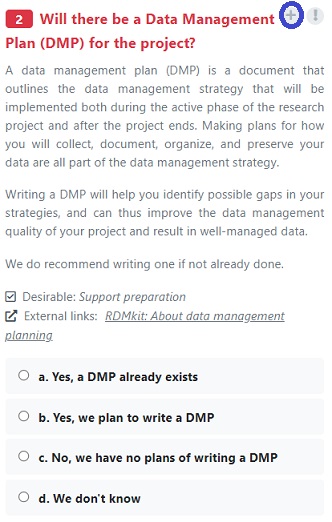 2 Will there be a Data Management
Plan (DMP) for the project?
A data management plan (DMP) is a document that
outlines the data management strategy that will be
implemented both during the active phase of the research
project and after the project ends. Making plans for how
you will collect, document, organize, and preserve your
data are all part of the data management strategy.
Writing a DMP will help you identify possible gaps in your
strategies, and can thus improve the data management
quality of your project and result in well-managed data.
We do recommend writing one if not already done.
Desirable: Support preparation
External links: RDMkit: About data management
planning
a. Yes, a DMP already exists
b. Yes, we plan to write a DMP
c. No, we have no plans of writing a DMP
d. We don't know